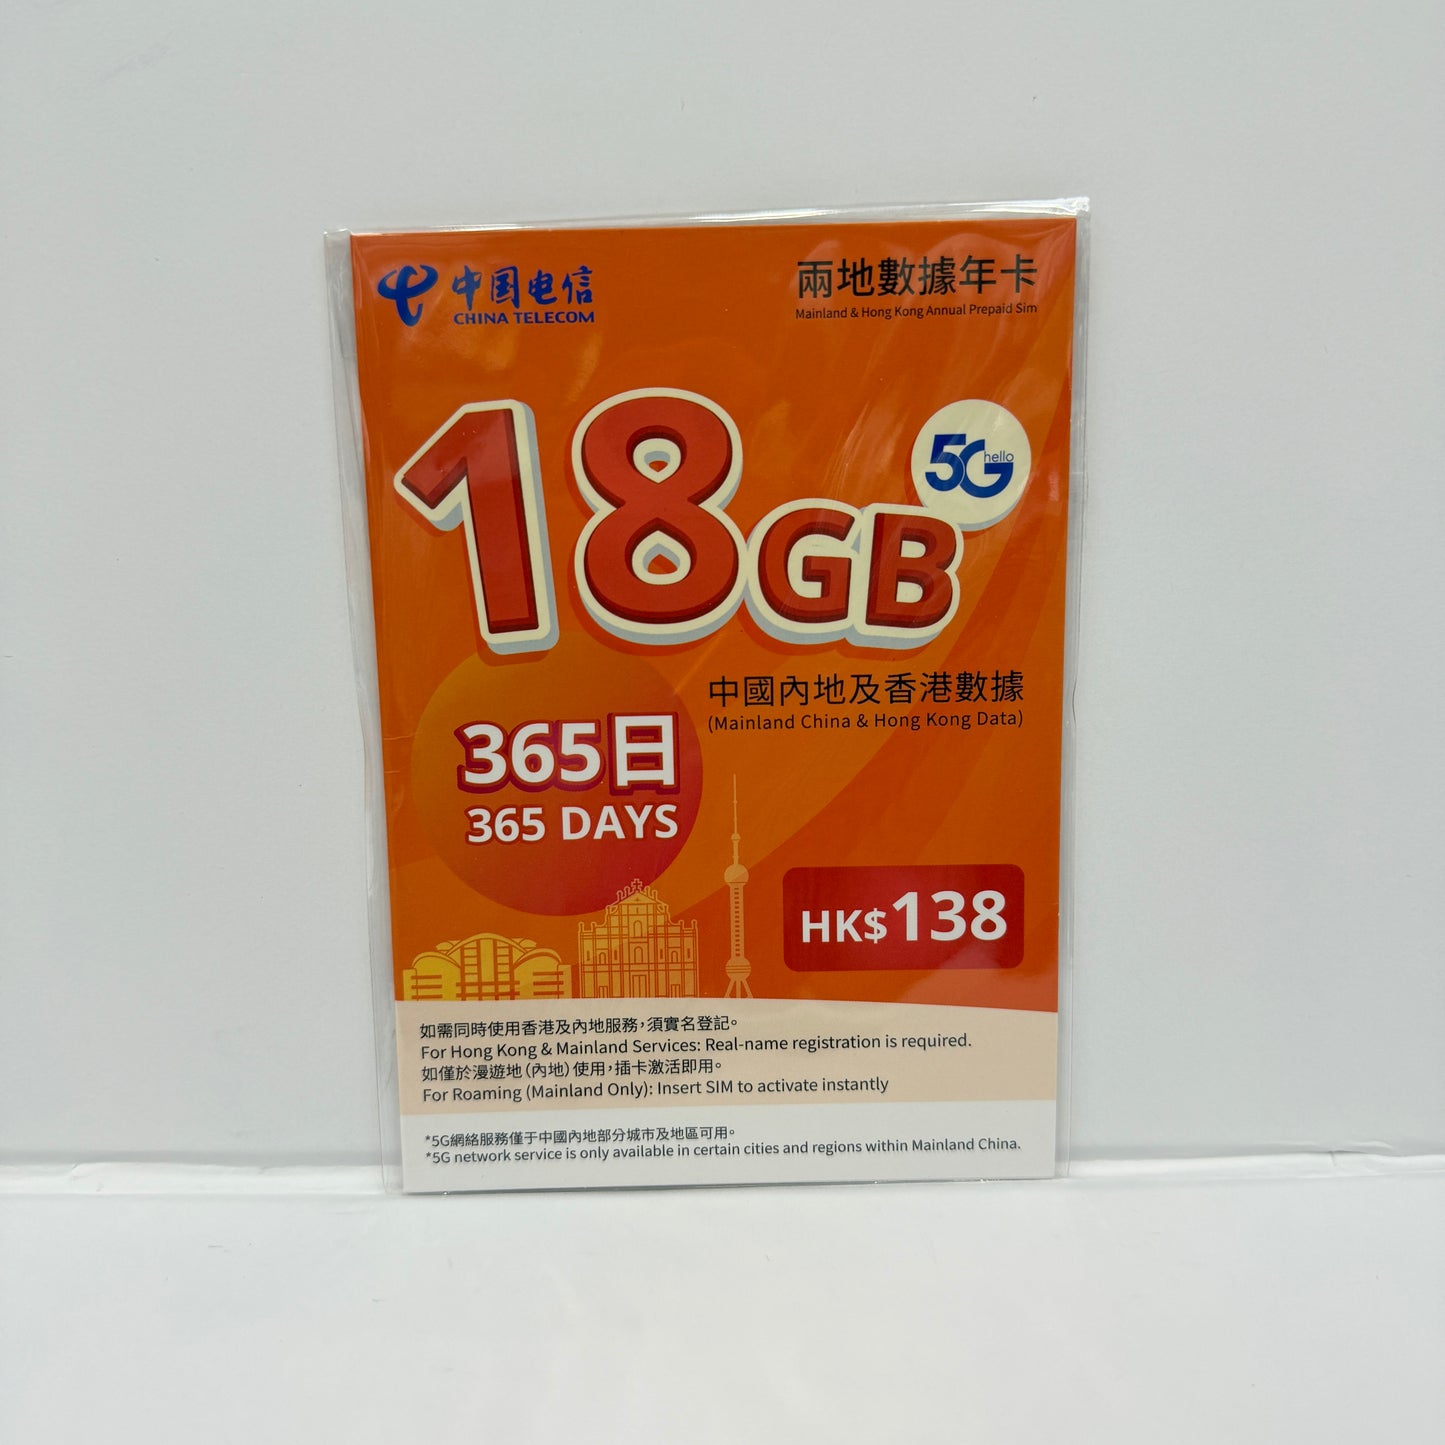 中国电信
CHINA TELECOM
兩地數據年卡
Mainland & Hong Kong Annual Prepaid Sim
18GB
5G hello
中國內地及香港數據
(Mainland China & Hong Kong Data)
365日
365 DAYS
HK$138
如需同時使用香港及內地服務，須實名登記。
For Hong Kong & Mainland Services: Real-name registration is required.
如僅於漫遊地（內地）使用，插卡激活即用。
For Roaming (Mainland Only): Insert SIM to activate instantly
*5G網絡服務僅于中國內地部分城市及地區可用。
*5G network service is only available in certain cities and regions within Mainland China.